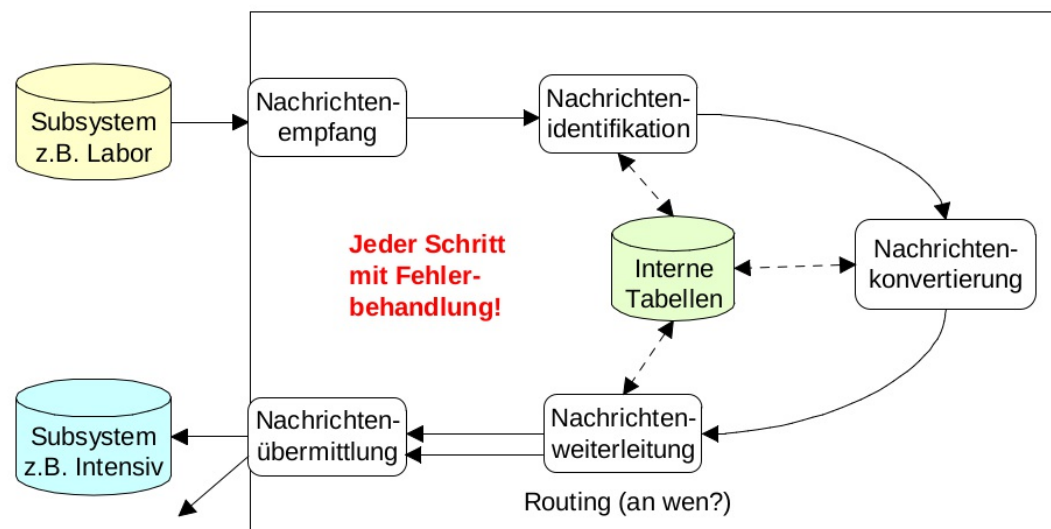 Subsystem
z.B. Labor
Nachrichten-
empfang
Nachrichten-
identifikation
Nachrichten-
konvertierung
Interne
Tabellen
Jeder Schritt
mit Fehler-
behandlung!
Nachrichten-
weiterleitung
Routing (an wen?)
Nachrichten-
übermittlung
Subsystem
z.B. Intensiv